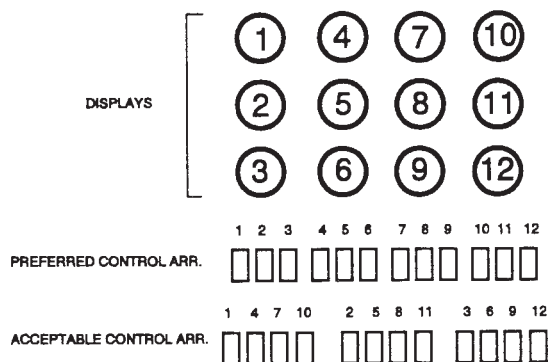 1 4 7 10
DISPLAYS
2 5 8 11
3 6 9 12
1 2 3 4 5 6 7 8 9 10 11 12
PREFERRED CONTROL ARR.
1 4 7 10 2 5 8 11 3 6 9 12
ACCEPTABLE CONTROL ARR.